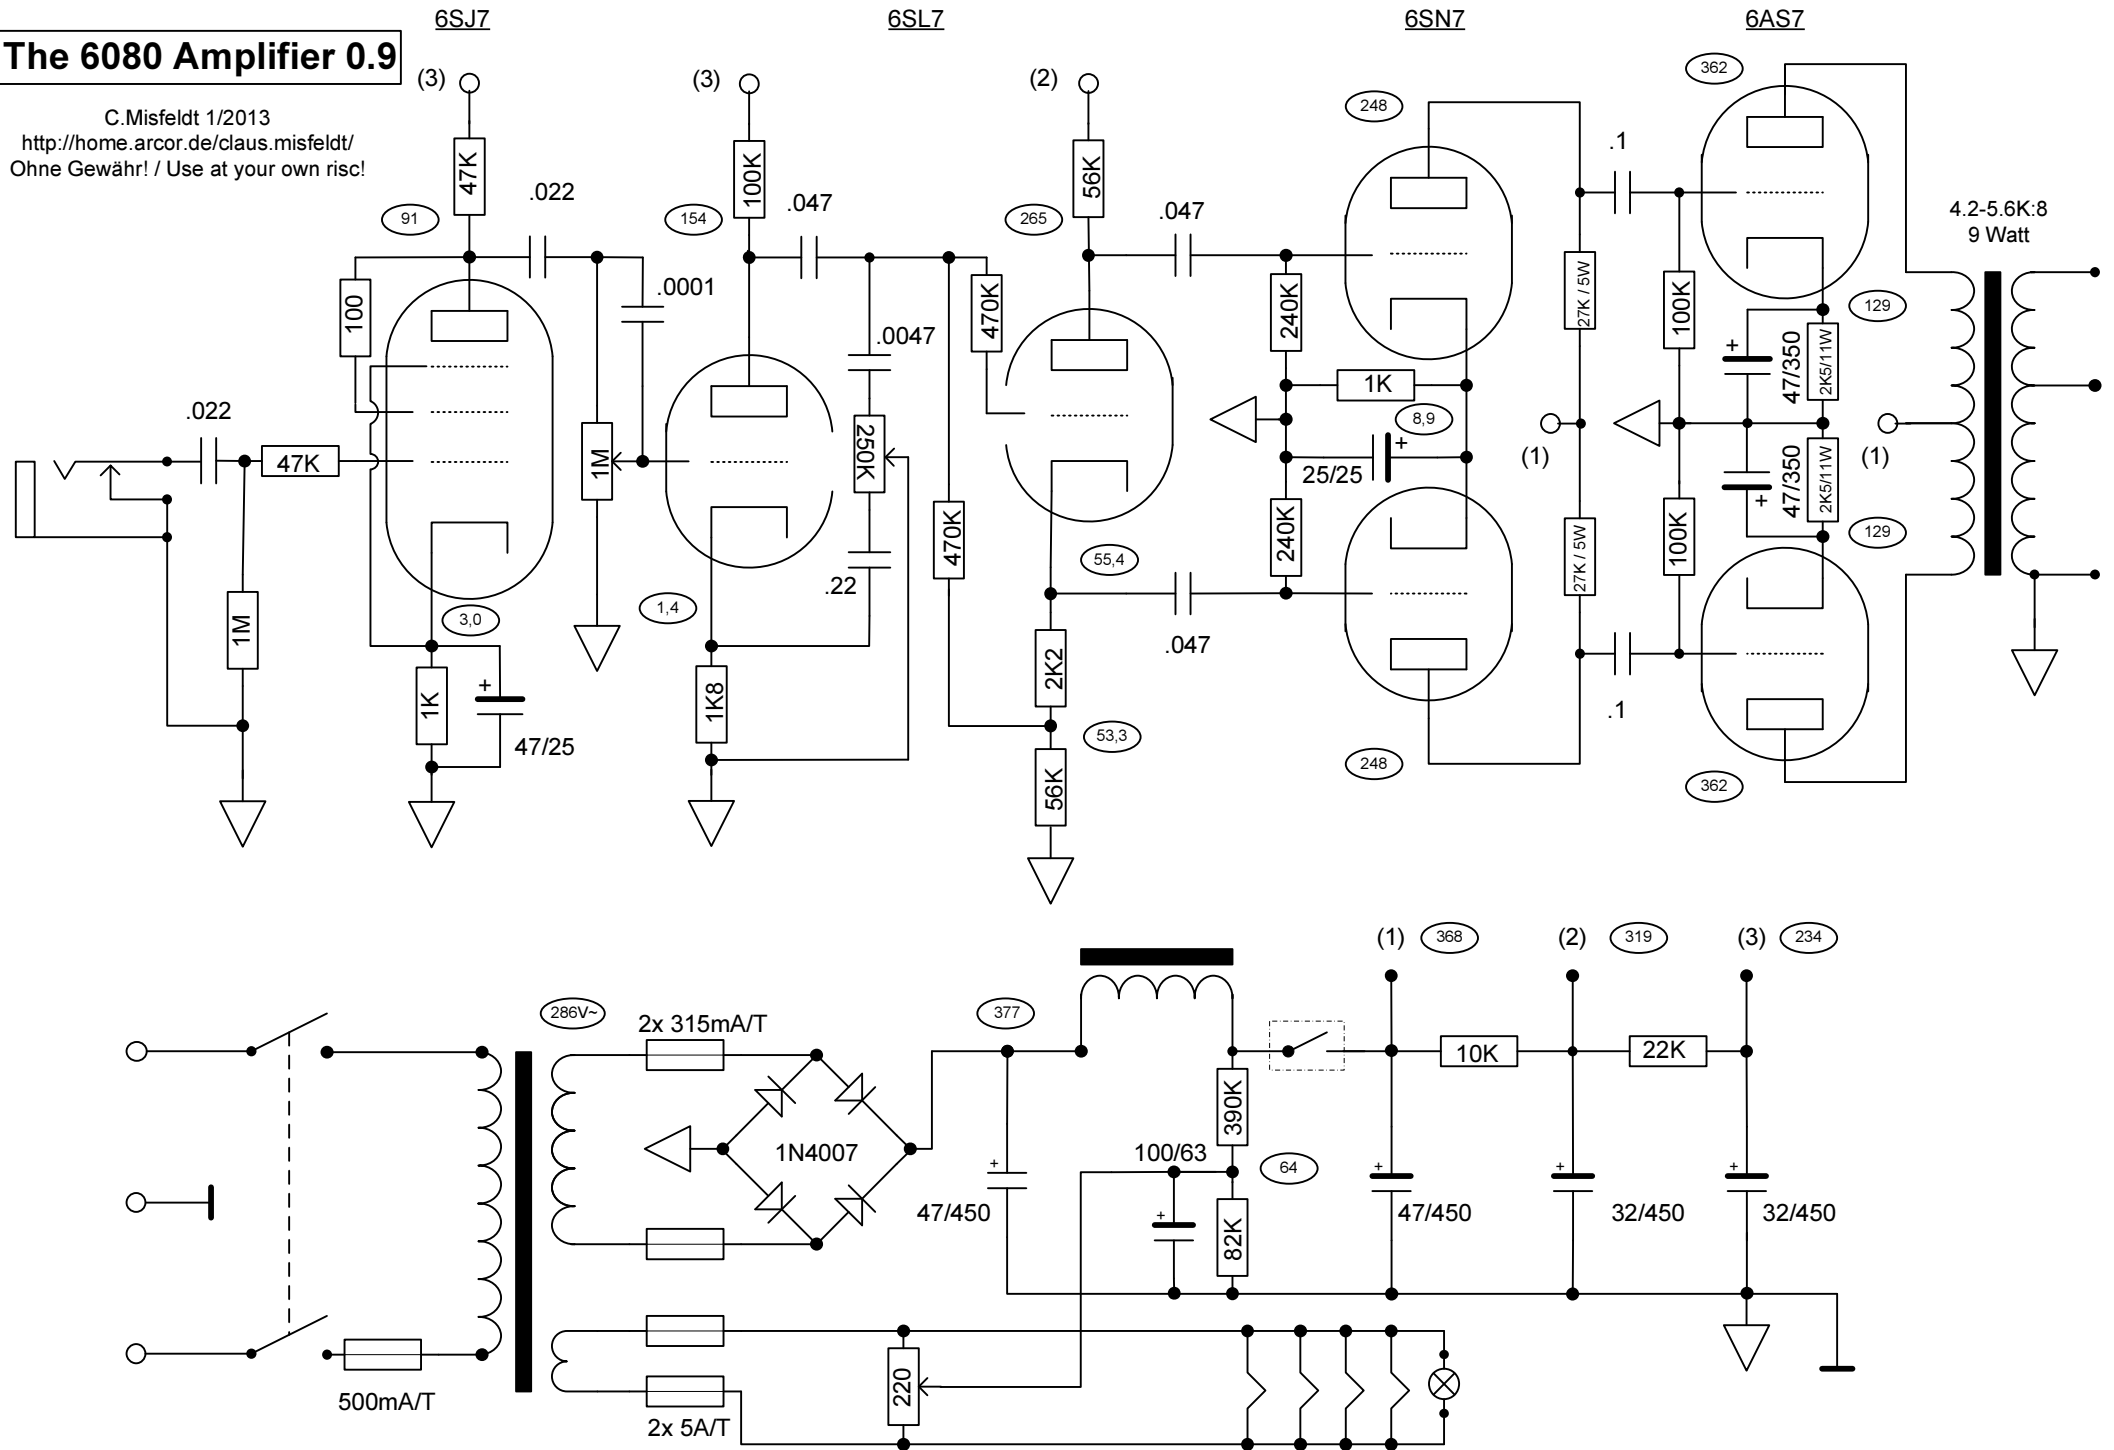 6SJ7
6SL7
6SN7
6AS7
The 6080 Amplifier 0.9
C.Misfeldt 1/2013
http://home.arcor.de/claus.misfeldt/
Ohne Gewähr! / Use at your own risc!
(3)
47K
91
.022
100
.022
47K
1M
3,0
1K
+
47/25
.0001
1M
(3)
100K
154
.047
.0047
250K
.22
1,4
1K8
470K
470K
(2)
56K
265
.047
55,4
.047
2K2
53,3
56K
248
240K
1K
8,9
+
25/25
240K
248
27K / 5W
(1)
27K / 5W
.1
100K
100K
.1
362
129
+
47/350
2K5/11W
+
47/350
2K5/11W
129
362
(1)
4.2-5.6K:8
9 Watt
500mA/T
286V~
2x 315mA/T
1N4007
2x 5A/T
220
377
+
47/450
100/63
+
390K
64
82K
(1)
368
+
47/450
10K
(2)
319
+
32/450
22K
(3)
234
+
32/450